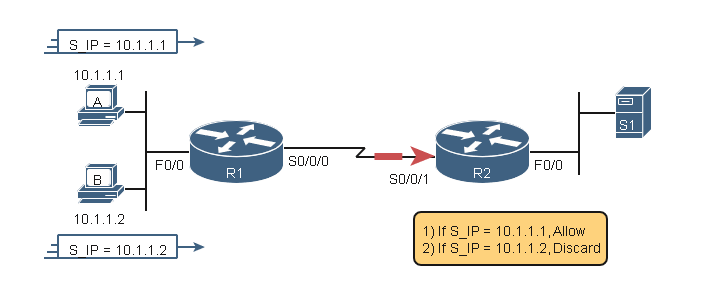 S_IP = 10.1.1.1
10.1.1.1
A
B
10.1.1.2
S_IP = 10.1.1.2
F0/0
R1
S0/0/0
S0/0/1
R2
F0/0
S1
1) If S_IP = 10.1.1.1, Allow
2) If S_IP = 10.1.1.2, Discard